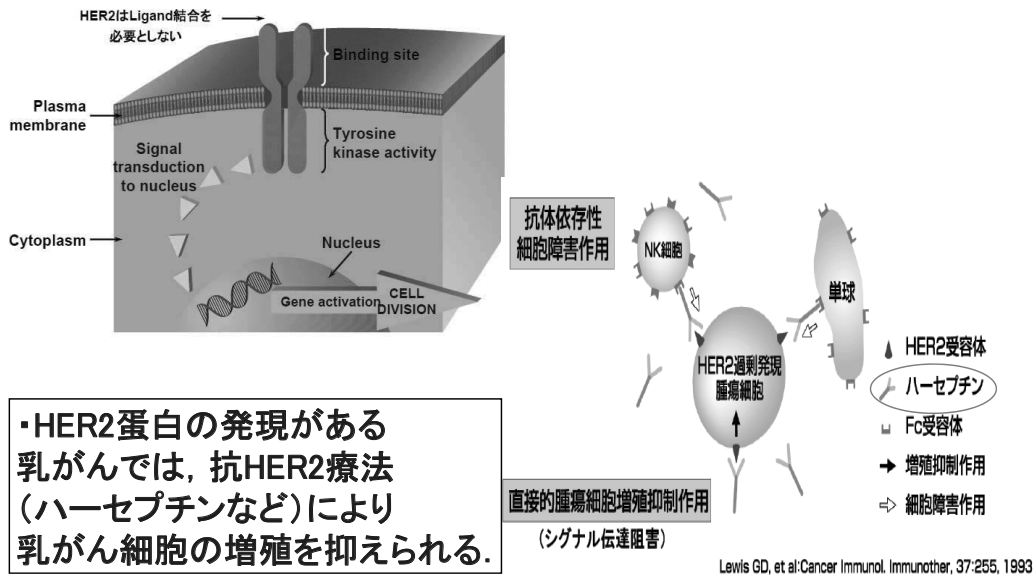 HER2はLigand結合を
必要としない
Binding site
Plasma
membrane
Tyrosine
kinase activity
Signal
transduction
to nucleus
Cytoplasm
Nucleus
Gene activation
CELL
DIVISION
抗体依存性
細胞障害作用
NK細胞
単球
HER2過剰発現
腫瘍細胞
HER2受容体
ハーセプチン
Fc受容体
増殖抑制作用
細胞障害作用
直接的腫瘍細胞増殖抑制作用
(シグナル伝達阻害)
・HER2蛋白の発現がある
乳がんでは，抗HER2療法
（ハーセプチンなど）により
乳がん細胞の増殖を抑えられる．
Lewis GD, et al:Cancer Immunol. Immunother, 37:255, 1993